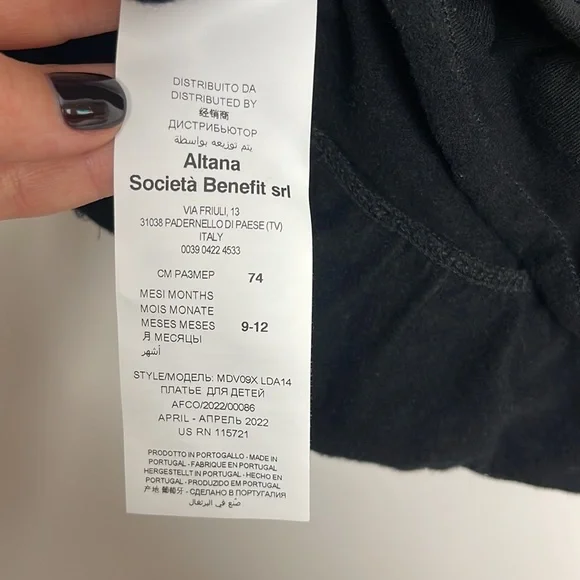 DISTRIBUITO DA
DISTRIBUTED BY
经销商
ДИСТРИБЬЮТОР
يتم توزيعه بواسطة
Altana
Società Benefit srl
VIA FRIULI, 13
31038 PADERNELLO DI PAESE (TV)
ITALY
0039 0422 4533
CM РАЗМЕР 74
MESI MONTHS
MOIS MONATE
MESES MESES 9-12
月 МЕСЯЦЫ
أشهر
STYLE/МОДЕЛЬ: MDV09X LDA14
ПЛАТЬЕ ДЛЯ ДЕТЕЙ
AFCO/2022/00086
APRIL - АПРЕЛЬ 2022
US RN 115721
PRODOTTO IN PORTOGALLO - MADE IN
PORTUGAL - FABRIQUE EN PORTUGAL -
HERGESTELLT IN PORTUGAL - HECHO EN
PORTUGAL - PRODUZIDO EM PORTUGAL
产地 葡萄牙 - СДЕЛАНО В ПОРТУГАЛИЯ
صُنع في البرتغال